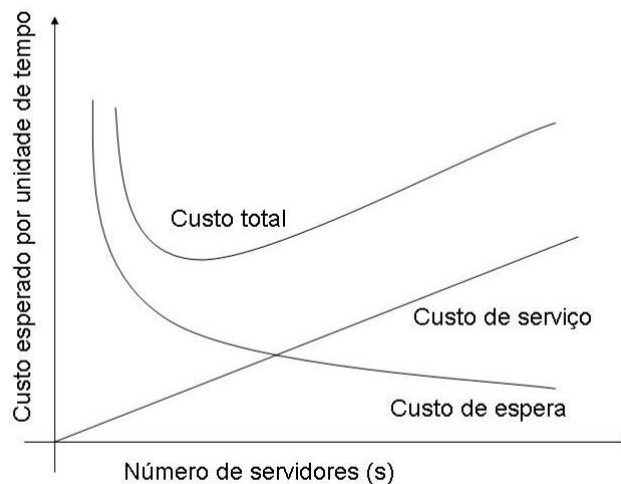 Custo esperado por unidade de tempo
Custo total
Custo de serviço
Custo de espera
Número de servidores (s)